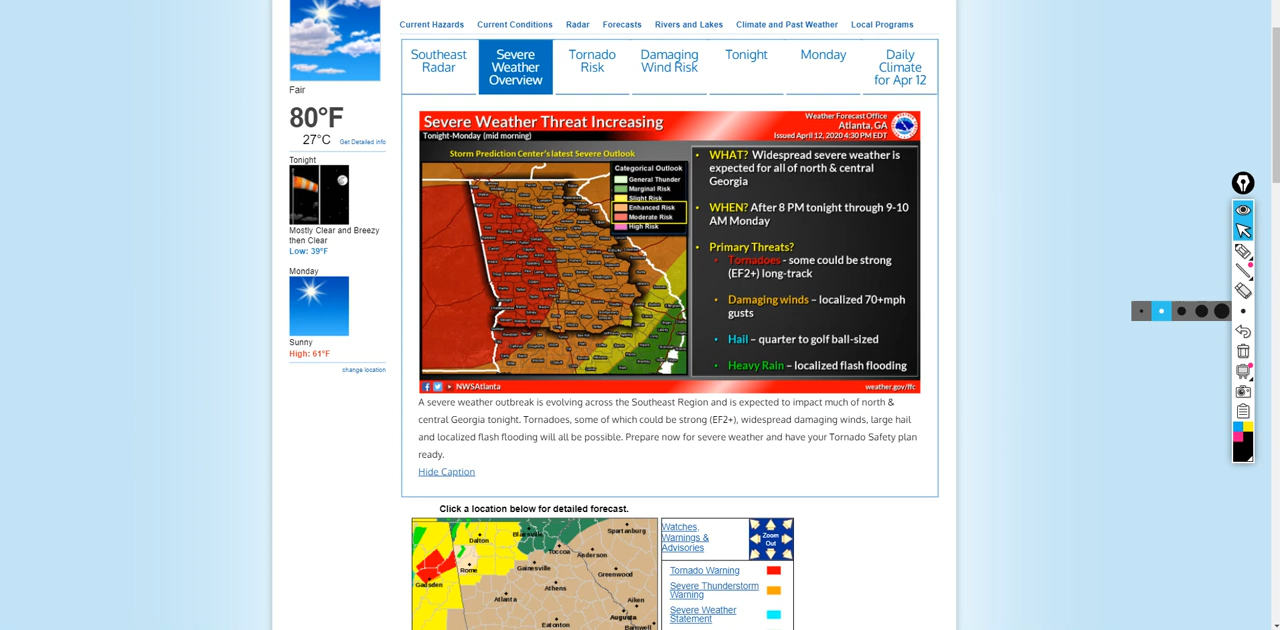 Current Hazards Current Conditions Radar Forecasts Rivers and Lakes Climate and Past Weather Local Programs
Southeast
Radar
Severe
Weather
Overview
Tornado
Risk
Damaging
Wind Risk
Tonight
Monday
Daily
Climate
for Apr 12
Fair
80°F
27°C Get Detailed info
Tonight
Mostly Clear and Breezy
then Clear
Low: 39°F
Monday
Sunny
High: 61°F
change location
Severe Weather Threat Increasing
Tonight-Monday (mid morning)
Weather Forecast Office
Atlanta, GA
Issued April 12, 2020 4:30 PM EDT
Storm Prediction Center's latest Severe Outlook
Categorical Outlook
General Thunder
Marginal Risk
Slight Risk
Enhanced Risk
Moderate Risk
High Risk
• WHAT? Widespread severe weather is
expected for all of north & central
Georgia
• WHEN? After 8 PM tonight through 9-10
AM Monday
• Primary Threats?
• Tornadoes - some could be strong
(EF2+) long-track
• Damaging winds – localized 70+mph
gusts
• Hail – quarter to golf ball-sized
• Heavy Rain – localized flash flooding
NWSAtlanta
weather.gov/ffc
A severe weather outbreak is evolving across the Southeast Region and is expected to impact much of north &
central Georgia tonight. Tornadoes, some of which could be strong (EF2+), widespread damaging winds, large hail
and localized flash flooding will all be possible. Prepare now for severe weather and have your Tornado Safety plan
ready.
Hide Caption
Click a location below for detailed forecast.
Spartanburg
Dalton
Blairsville
Toccoa
Anderson
Rome
Gainesville
Greenwood
Gadsden
Athens
Atlanta
Aiken
Augusta
Eatonton
Barnwell
Watches,
Warnings &
Advisories
Zoom
Out
Tornado Warning
Severe Thunderstorm
Warning
Severe Weather
Statement